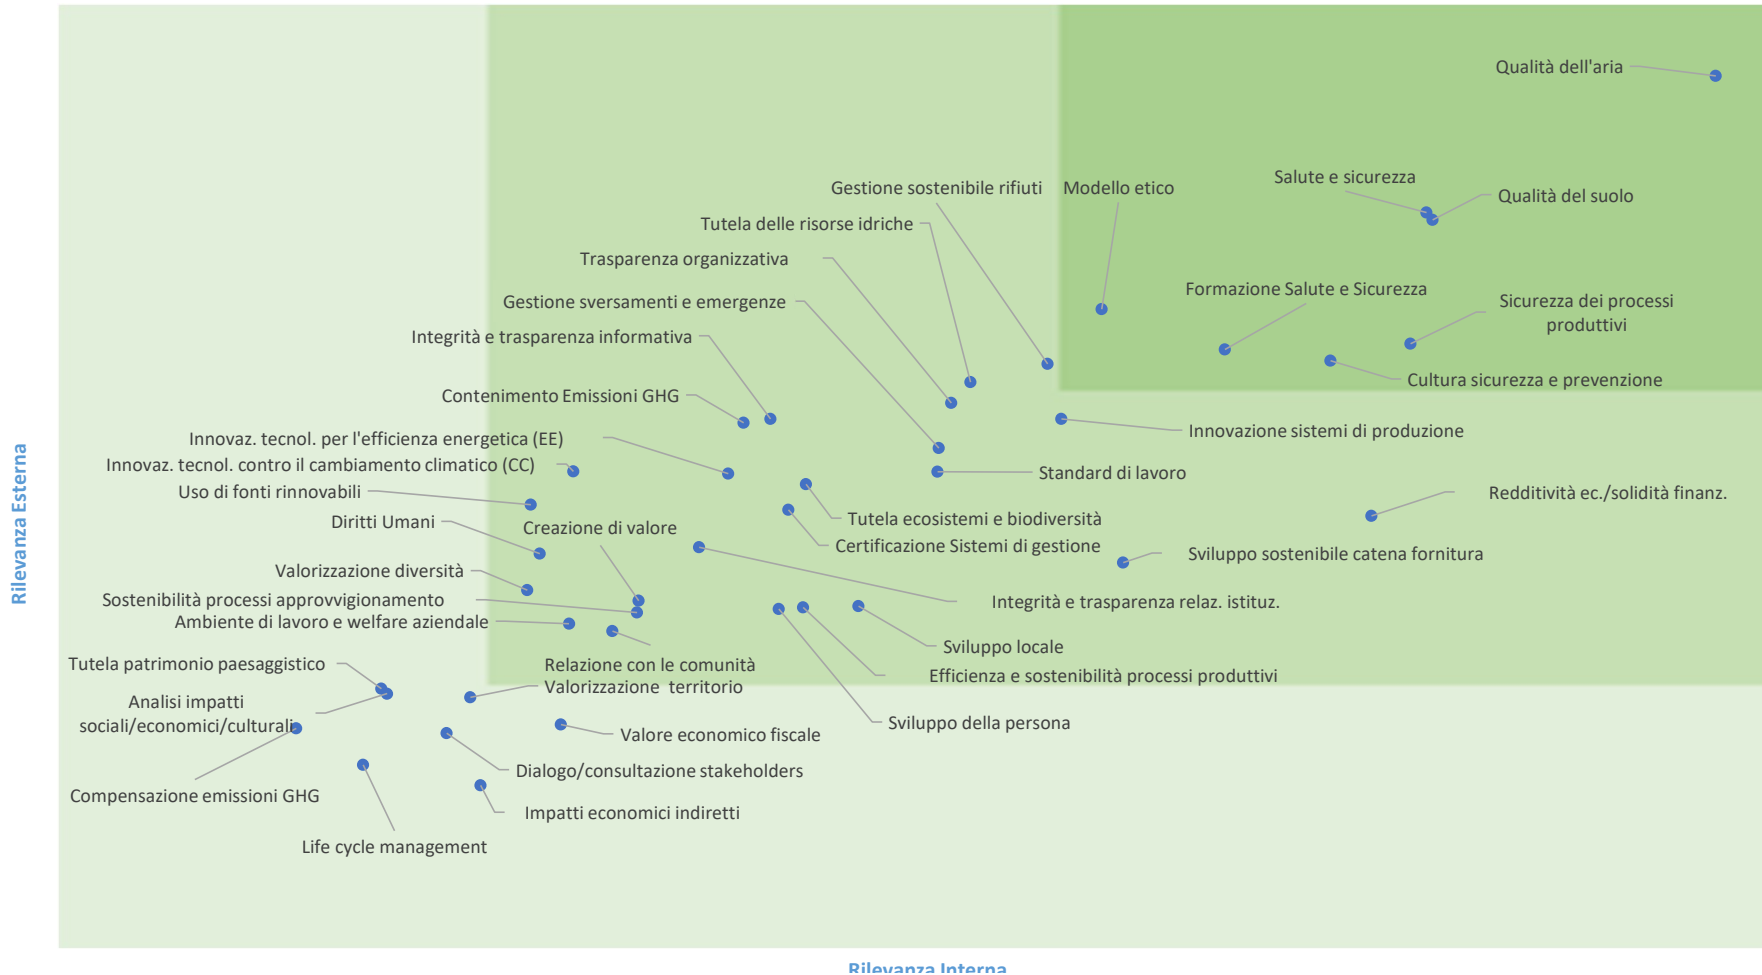 Qualità dell'aria
Salute e sicurezza
Gestione sostenibile rifiuti
Modello etico
Qualità del suolo
Tutela delle risorse idriche
Trasparenza organizzativa
Formazione Salute e Sicurezza
Gestione sversamenti e emergenze
Sicurezza dei processi
produttivi
Integrità e trasparenza informativa
Cultura sicurezza e prevenzione
Contenimento Emissioni GHG
Innovazione sistemi di produzione
Innovaz. tecnol. per l'efficienza energetica (EE)
Innovaz. tecnol. contro il cambiamento climatico (CC)
Standard di lavoro
Uso di fonti rinnovabili
Redditività ec./solidità finanz.
Diritti Umani
Creazione di valore
Tutela ecosistemi e biodiversità
Certificazione Sistemi di gestione
Sviluppo sostenibile catena fornitura
Valorizzazione diversità
Sostenibilità processi approvvigionamento
Integrità e trasparenza relaz. istituz.
Ambiente di lavoro e welfare aziendale
Sviluppo locale
Tutela patrimonio paesaggistico
Relazione con le comunità
Efficienza e sostenibilità processi produttivi
Valorizzazione  territorio
Analisi impatti
sociali/economici/culturali
Sviluppo della persona
Valore economico fiscale
Dialogo/consultazione stakeholders
Compensazione emissioni GHG
Impatti economici indiretti
Life cycle management
Rilevanza Esterna
Rilevanza Interna